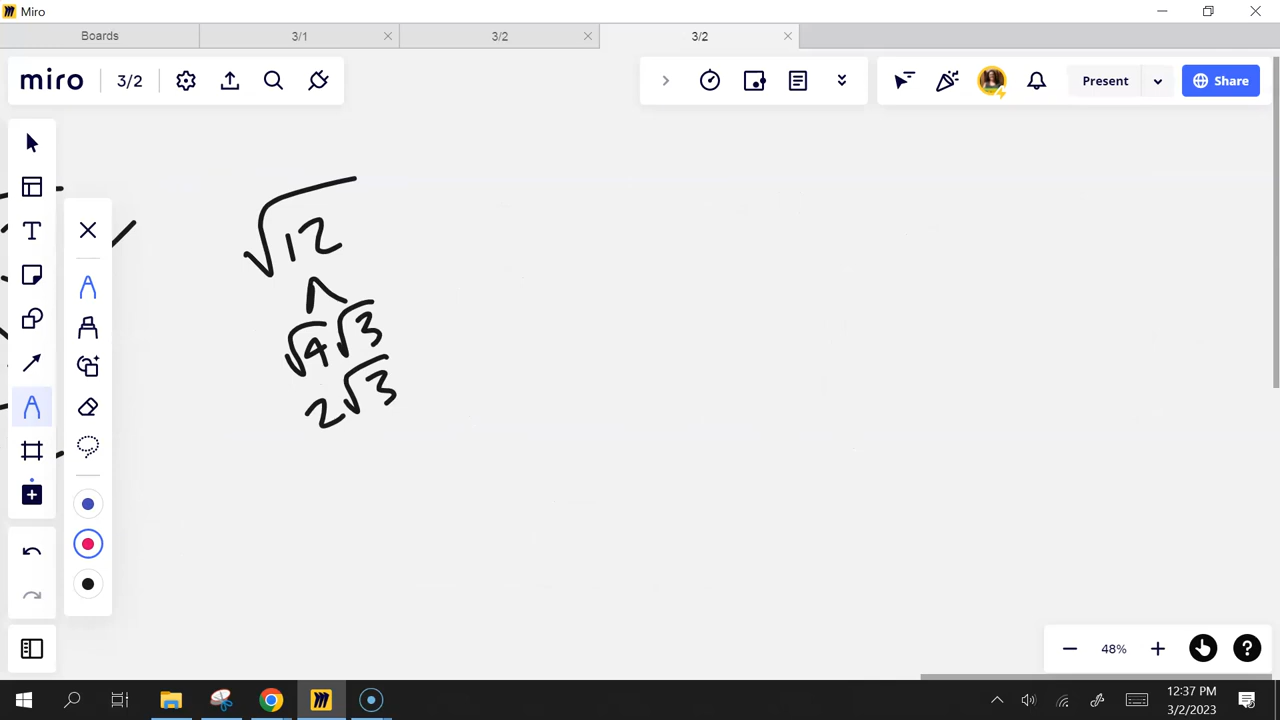 Miro
Boards
3/1
3/2
3/2
miro
3/2
Present
Share
√12
√4 √3
2√3
48%
12:37 PM
3/2/2023